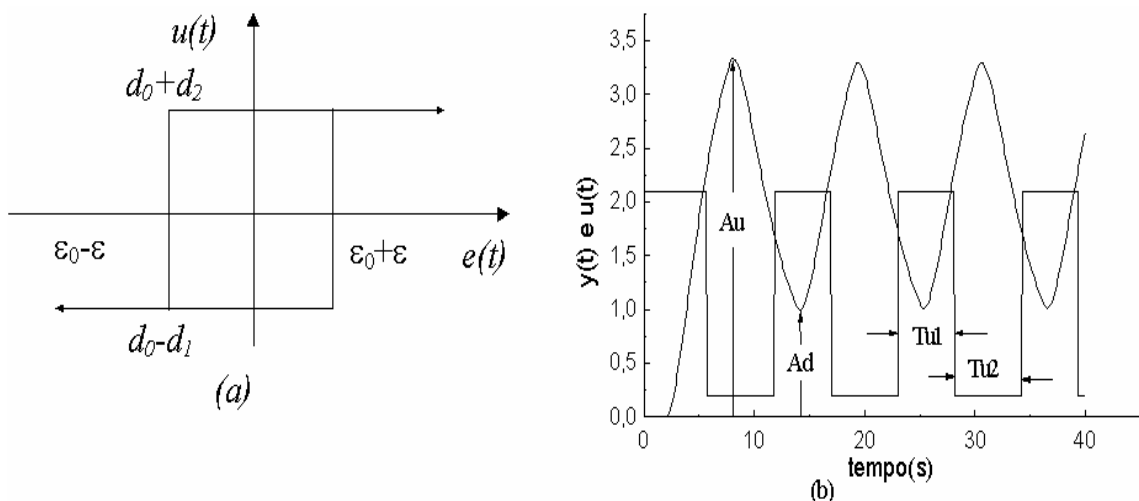 u(t)
d₀+d₂
ε₀-ε
ε₀+ε
e(t)
d₀-d₁
(a)
y(t) e u(t)
3,5
3,0
2,5
2,0
1,5
1,0
0,5
0,0
Au
Ad
Tu1
Tu2
0
10
20
30
40
tempo(s)
(b)